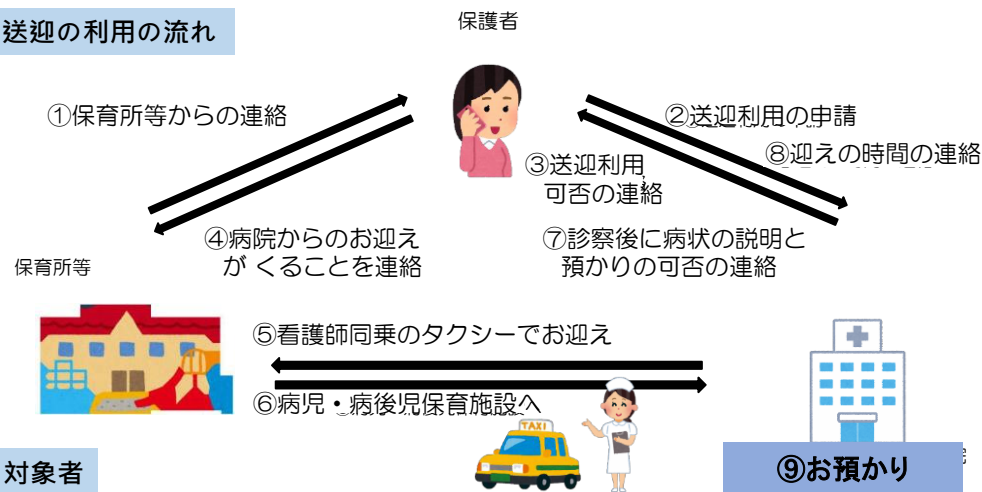 送迎の利用の流れ
保護者
①保育所等からの連絡
②送迎利用の申請
⑧迎えの時間の連絡
③送迎利用
可否の連絡
④病院からのお迎え
が くることを連絡
⑦診察後に病状の説明と
預かりの可否の連絡
保育所等
⑤看護師同乗のタクシーでお迎え
⑥病児・病後児保育施設へ
TAXI
対象者
⑨お預かり